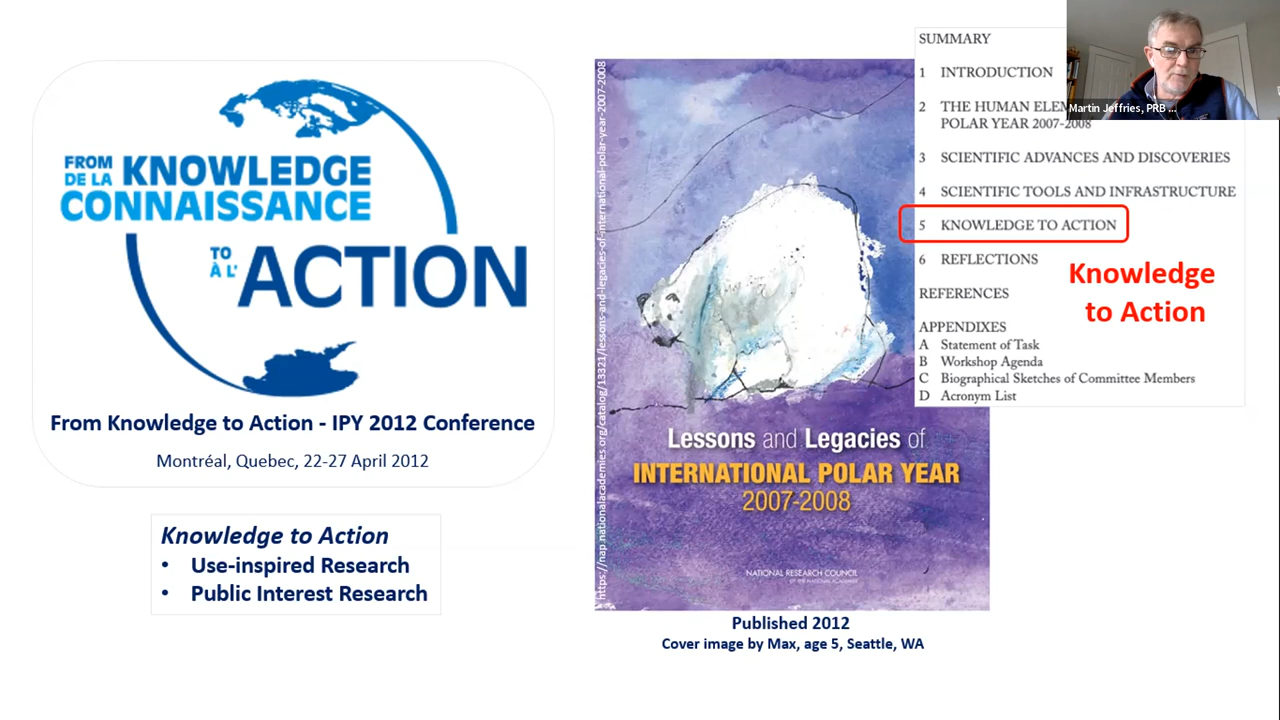 FROM KNOWLEDGE
DE LA CONNAISSANCE
TO ACTION
À L'
From Knowledge to Action - IPY 2012 Conference
Montréal, Quebec, 22-27 April 2012
Knowledge to Action
• Use-inspired Research
• Public Interest Research
https://nap.nationalacademies.org/catalog/13321/lessons-and-legacies-of-international-polar-year-2007-2008
Lessons and Legacies of
INTERNATIONAL POLAR YEAR
2007-2008
NATIONAL RESEARCH COUNCIL
OF THE NATIONAL ACADEMIES
Published 2012
Cover image by Max, age 5, Seattle, WA
SUMMARY
1 INTRODUCTION
2 THE HUMAN
POLAR YEAR 2007-2008
3 SCIENTIFIC ADVANCES AND DISCOVERIES
4 SCIENTIFIC TOOLS AND INFRASTRUCTURE
5 KNOWLEDGE TO ACTION
6 REFLECTIONS
REFERENCES
APPENDIXES
A Statement of Task
B Workshop Agenda
C Biographical Sketches of Committee Members
D Acronym List
Knowledge
to Action
Martin Jeffries, PRB ...